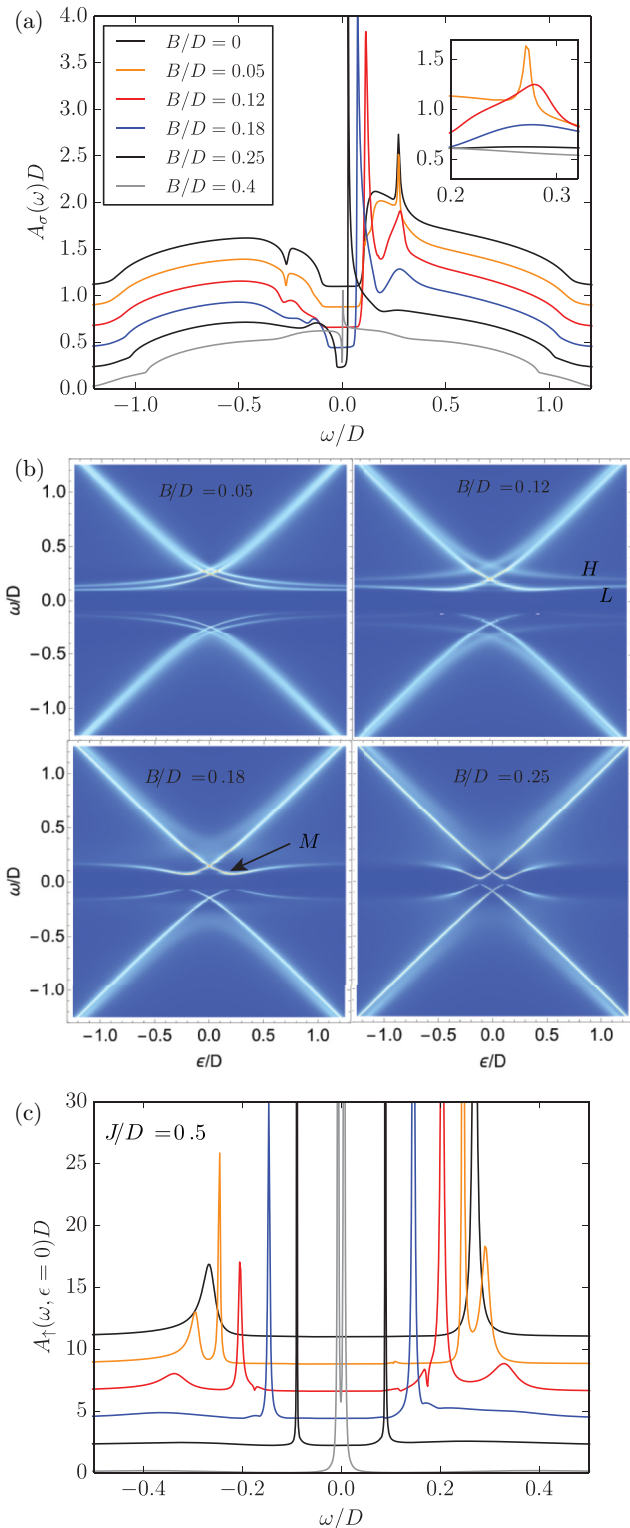 (a)
4.0
3.5
3.0
2.5
2.0
1.5
1.0
0.5
0.0
A_σ(ω)D
B/D = 0
B/D = 0.05
B/D = 0.12
B/D = 0.18
B/D = 0.25
B/D = 0.4
1.5
1.0
0.5
0.2 0.3
−1.0 −0.5 0.0 0.5 1.0
ω/D
(b)
B/D =0.05
B/D =0.12
H
L
1.0
0.5
0.0
−0.5
−1.0
ω/D
B/D =0.18
B/D =0.25
M
1.0
0.5
0.0
−0.5
−1.0
ω/D
−1.0 −0.5 0.0 0.5 1.0
−1.0 −0.5 0.0 0.5 1.0
ϵ/D
ϵ/D
(c)
J/D =0.5
30
25
20
15
10
5
0
A↑(ω, ϵ = 0)D
−0.4 −0.2 0.0 0.2 0.4
ω/D